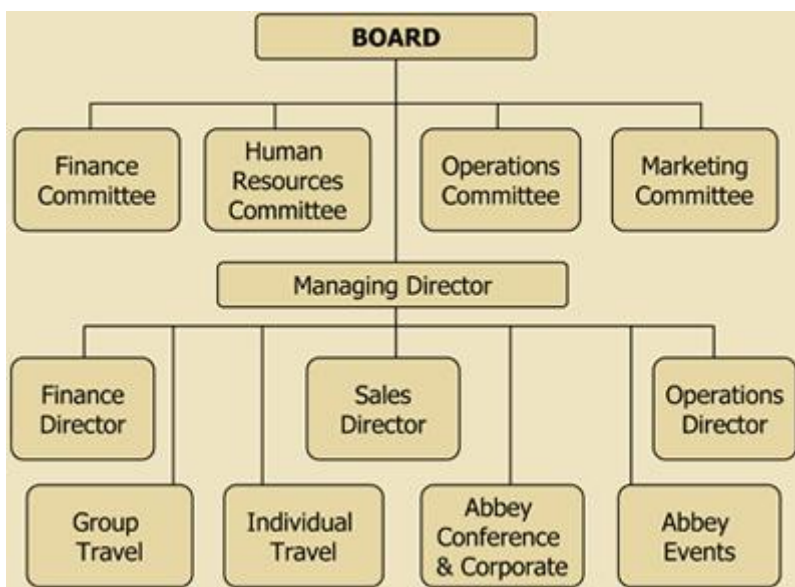 BOARD
Finance
Committee
Human
Resources
Committee
Operations
Committee
Marketing
Committee
Managing Director
Finance
Director
Sales
Director
Operations
Director
Group
Travel
Individual
Travel
Abbey
Conference
& Corporate
Abbey
Events